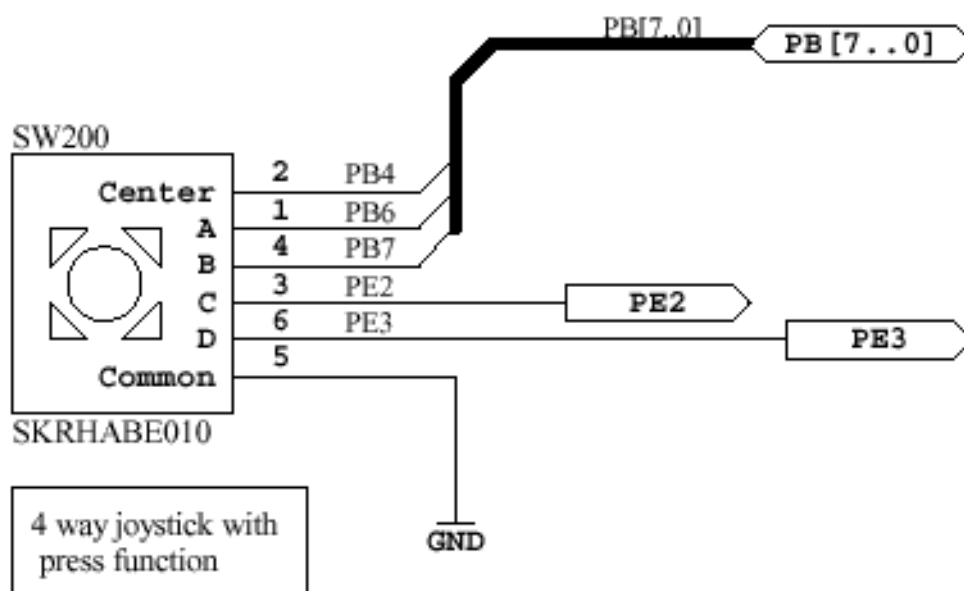 PB[7..0]
PB[7..0]
SW200
Center 2 PB4
A 1 PB6
B 4 PB7
C 3 PE2
PE2
D 6 PE3
PE3
Common 5
SKRHABE010
GND
4 way joystick with
press function